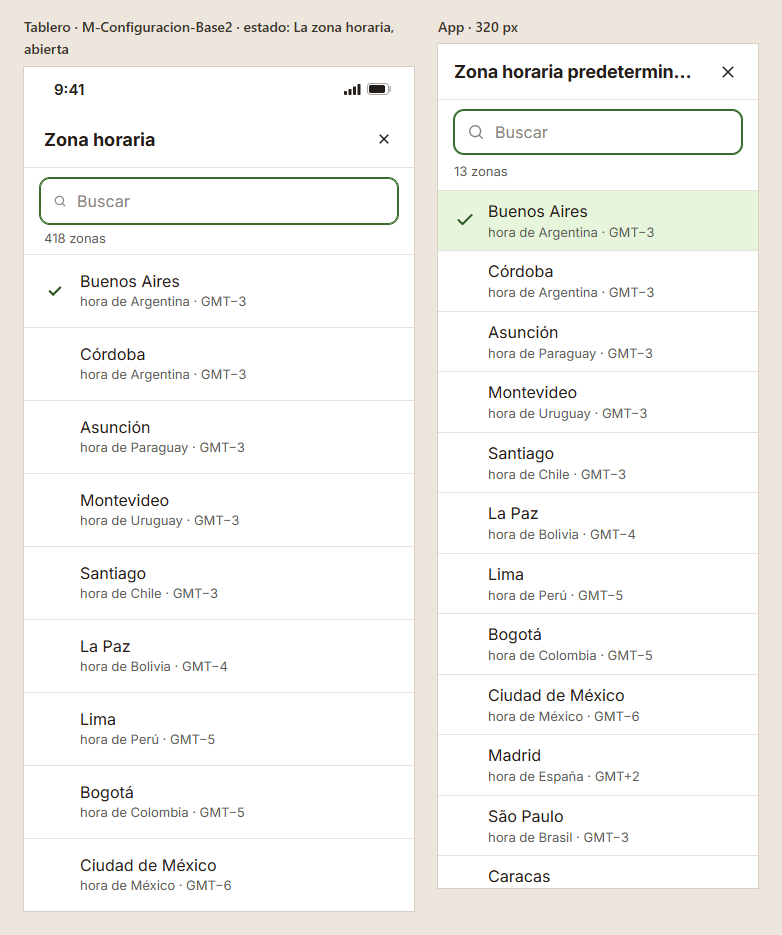 Tablero · M-Configuracion-Base2 · estado: La zona horaria,
abierta
9:41
Zona horaria
Buscar
418 zonas
Buenos Aires
hora de Argentina · GMT−3
Córdoba
hora de Argentina · GMT−3
Asunción
hora de Paraguay · GMT−3
Montevideo
hora de Uruguay · GMT−3
Santiago
hora de Chile · GMT−3
La Paz
hora de Bolivia · GMT−4
Lima
hora de Perú · GMT−5
Bogotá
hora de Colombia · GMT−5
Ciudad de México
hora de México · GMT−6
App · 320 px
Zona horaria predetermin...
Buscar
13 zonas
Buenos Aires
hora de Argentina · GMT−3
Córdoba
hora de Argentina · GMT−3
Asunción
hora de Paraguay · GMT−3
Montevideo
hora de Uruguay · GMT−3
Santiago
hora de Chile · GMT−3
La Paz
hora de Bolivia · GMT−4
Lima
hora de Perú · GMT−5
Bogotá
hora de Colombia · GMT−5
Ciudad de México
hora de México · GMT−6
Madrid
hora de España · GMT+2
São Paulo
hora de Brasil · GMT−3
Caracas